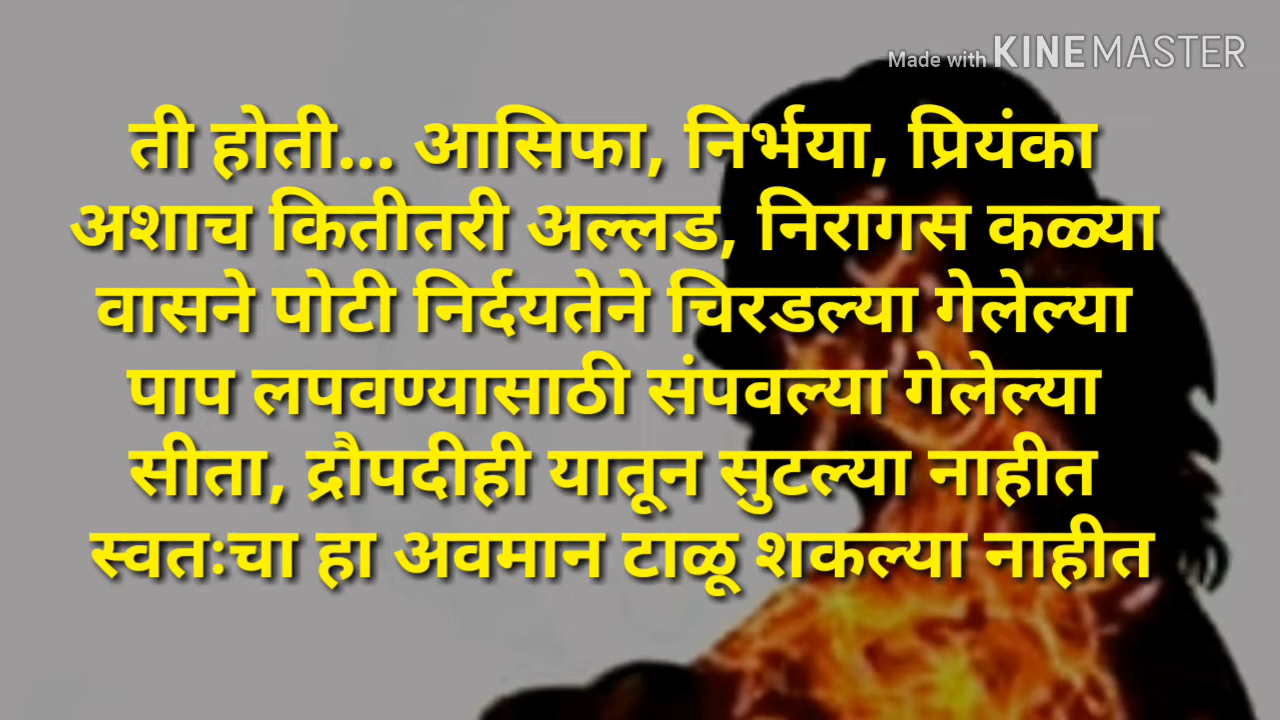 Made with KINEMASTER
ती होती... आसिफा, निर्भया, प्रियंका
अशाच कितीतरी अल्लड, निरागस कळ्या
वासने पोटी निर्दयतेने चिरडल्या गेलेल्या
पाप लपवण्यासाठी संपवल्या गेलेल्या
सीता, द्रौपदीही यातून सुटल्या नाहीत
स्वतःचा हा अवमान टाळू शकल्या नाहीत